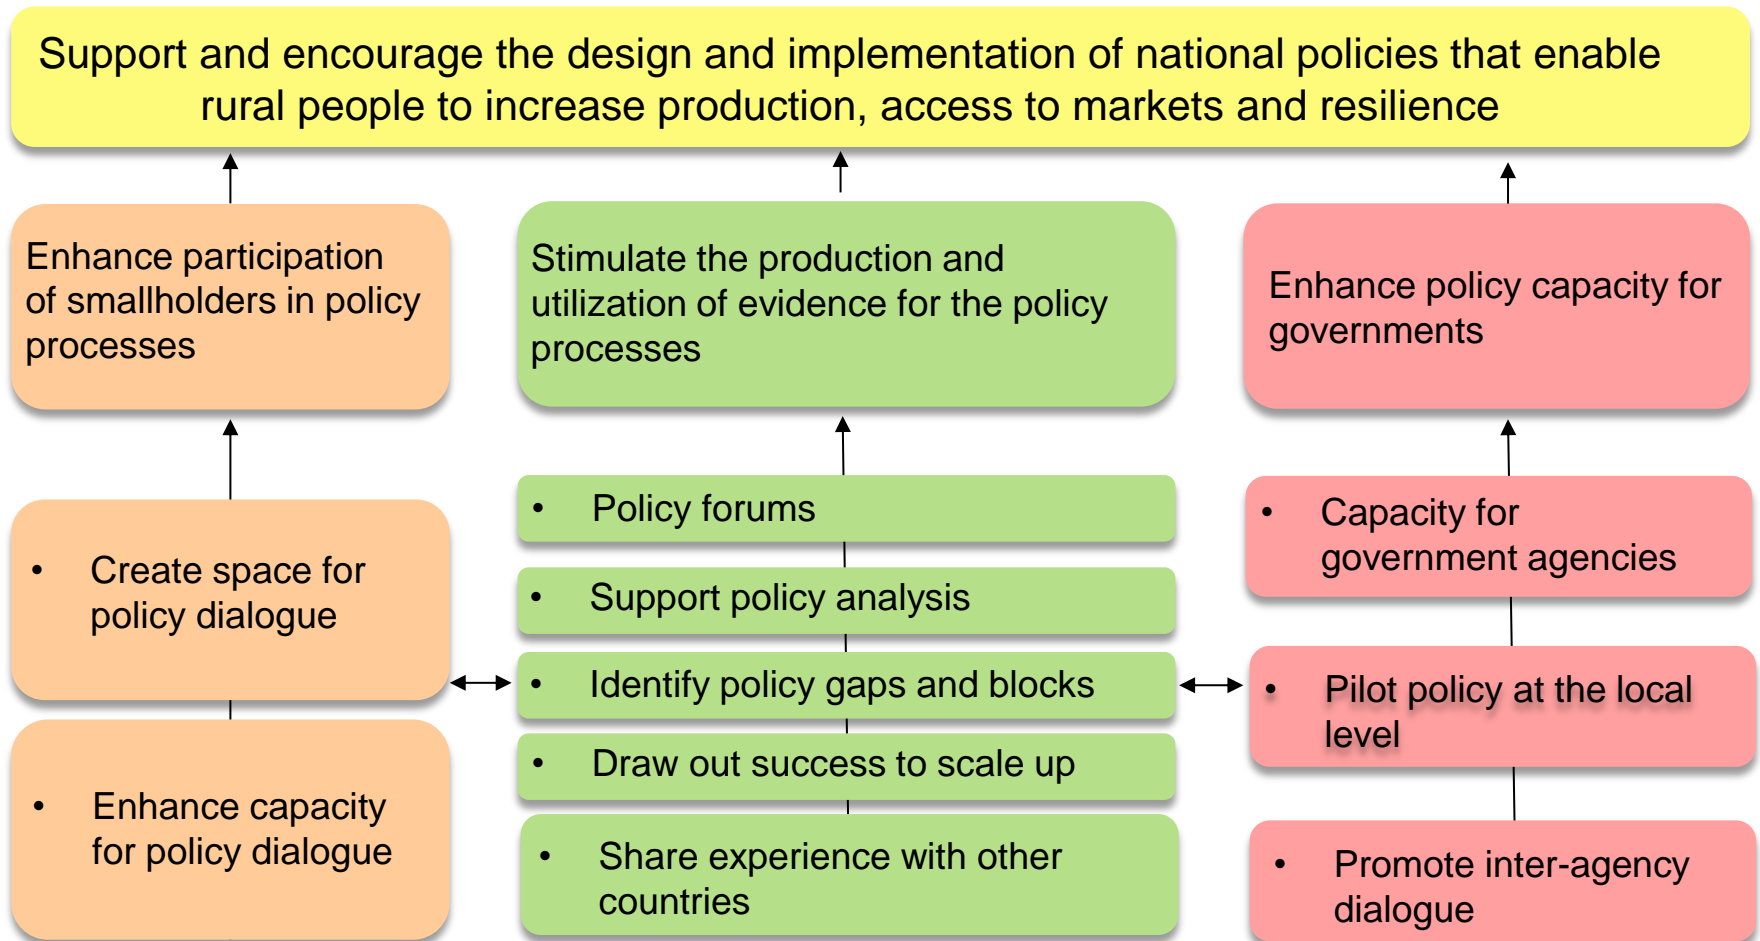 Support and encourage the design and implementation of national policies that enable
rural people to increase production, access to markets and resilience
Enhance participation
of smallholders in policy
processes
Stimulate the production and
utilization of evidence for the policy
processes
Enhance policy capacity for
governments
• Create space for
policy dialogue
• Enhance capacity
for policy dialogue
• Policy forums
• Support policy analysis
• Identify policy gaps and blocks
• Draw out success to scale up
• Share experience with other
countries
• Capacity for
government agencies
• Pilot policy at the local
level
• Promote inter-agency
dialogue